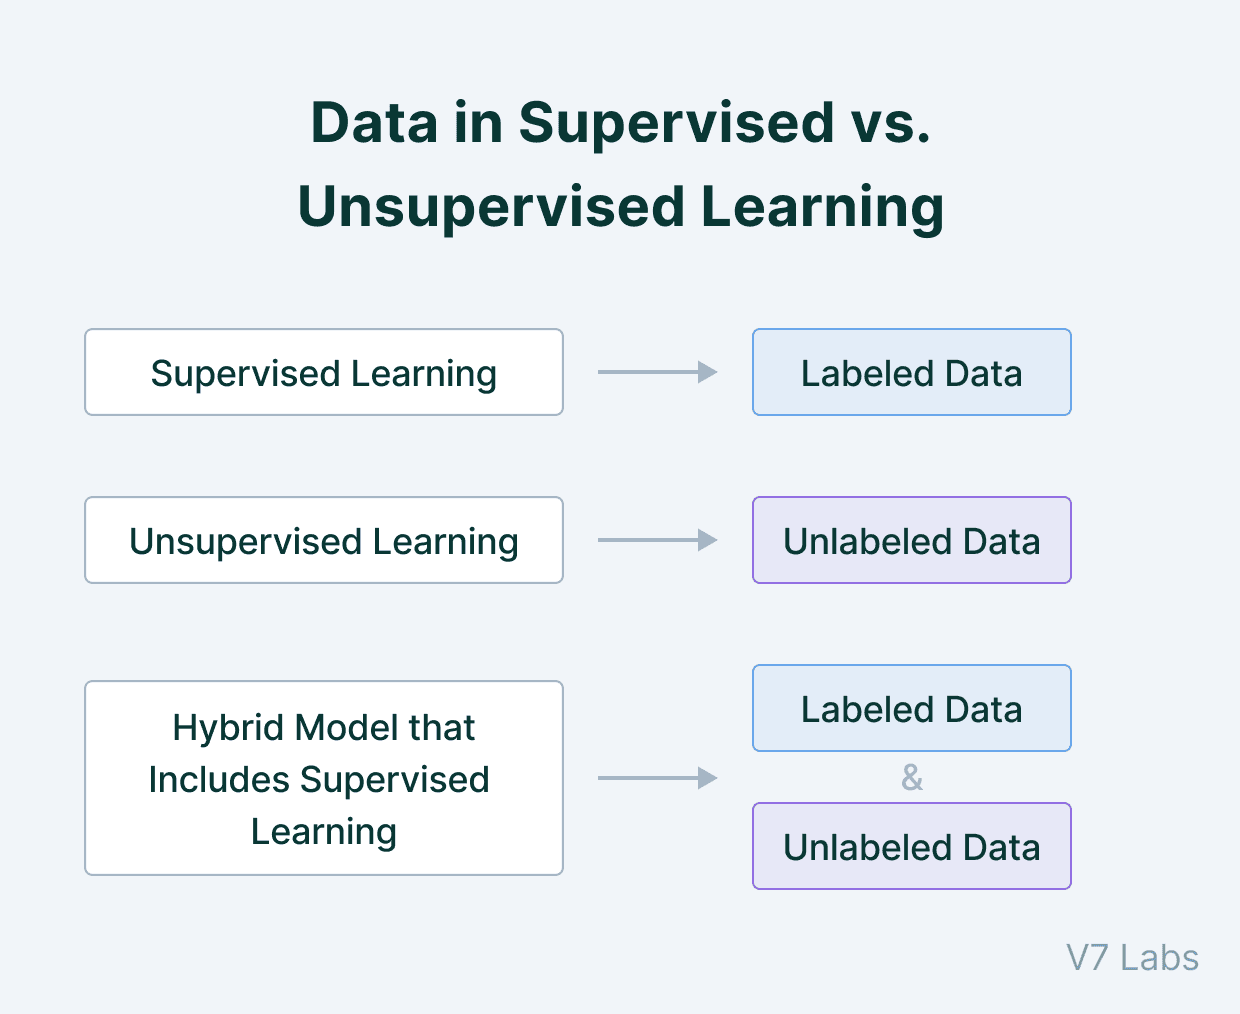 Data in Supervised vs.
Unsupervised Learning
Supervised Learning
Labeled Data
Unsupervised Learning
Unlabeled Data
Hybrid Model that
Includes Supervised
Learning
Labeled Data
&
Unlabeled Data
V7 Labs